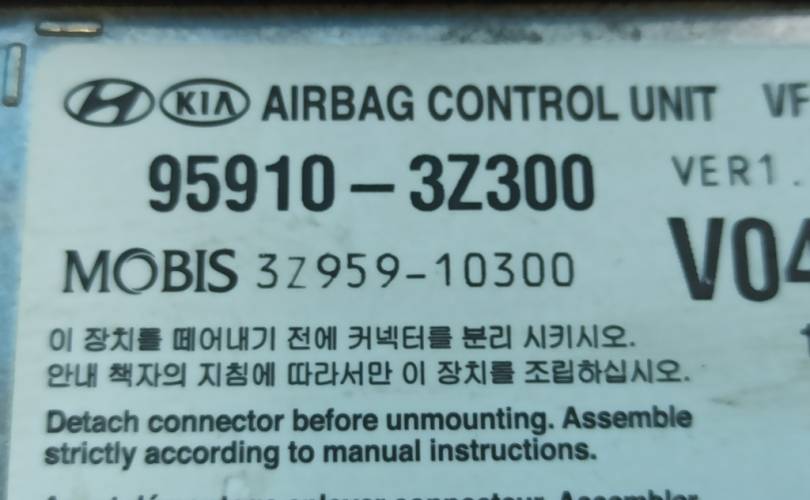 KIA AIRBAG CONTROL UNIT VF
95910-3Z300 VER1.
MOBIS 3Z959-10300 V04
이 장치를 떼어내기 전에 커넥터를 분리 시키시오.
안내 책자의 지침에 따라서만 이 장치를 조립하십시오.
Detach connector before unmounting. Assemble
strictly according to manual instructions.